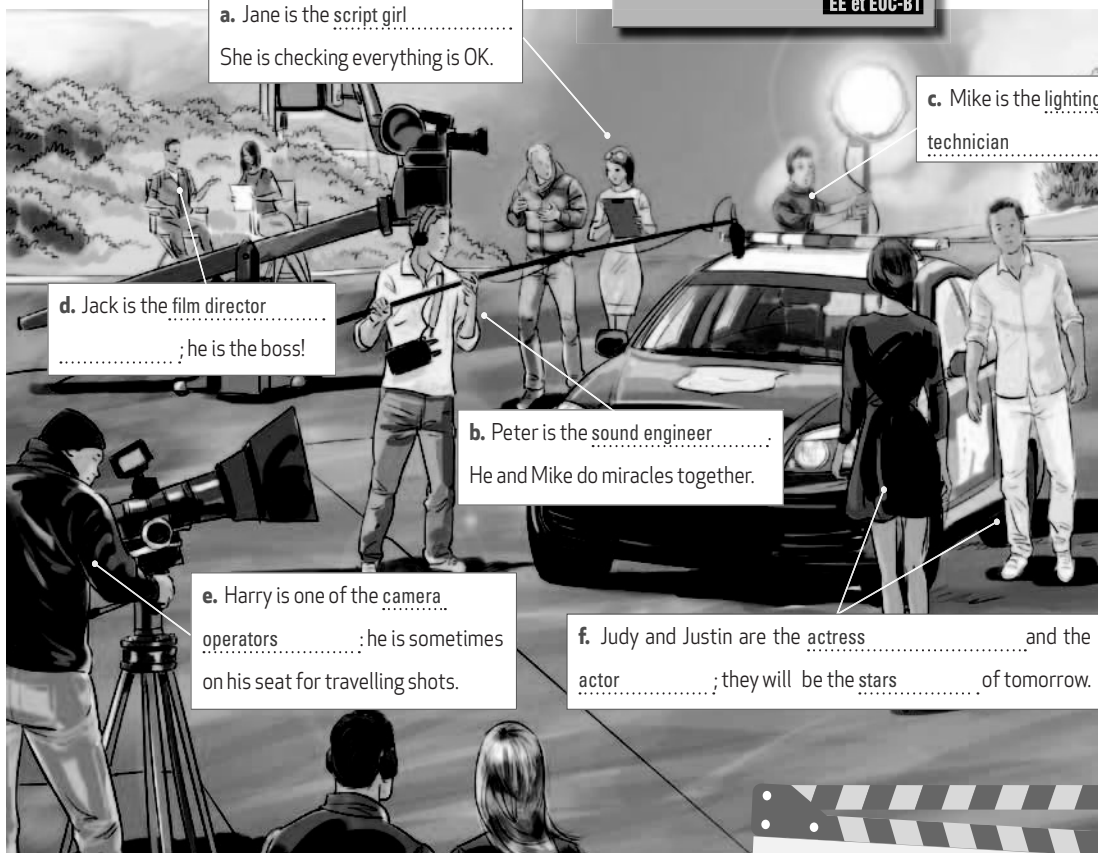 EE et EOC-B1
a. Jane is the script girl
She is checking everything is OK.
c. Mike is the lighting
technician
d. Jack is the film director
; he is the boss!
b. Peter is the sound engineer .
He and Mike do miracles together.
e. Harry is one of the camera
operators : he is sometimes
on his seat for travelling shots.
f. Judy and Justin are the actress and the
actor ; they will be the stars of tomorrow.